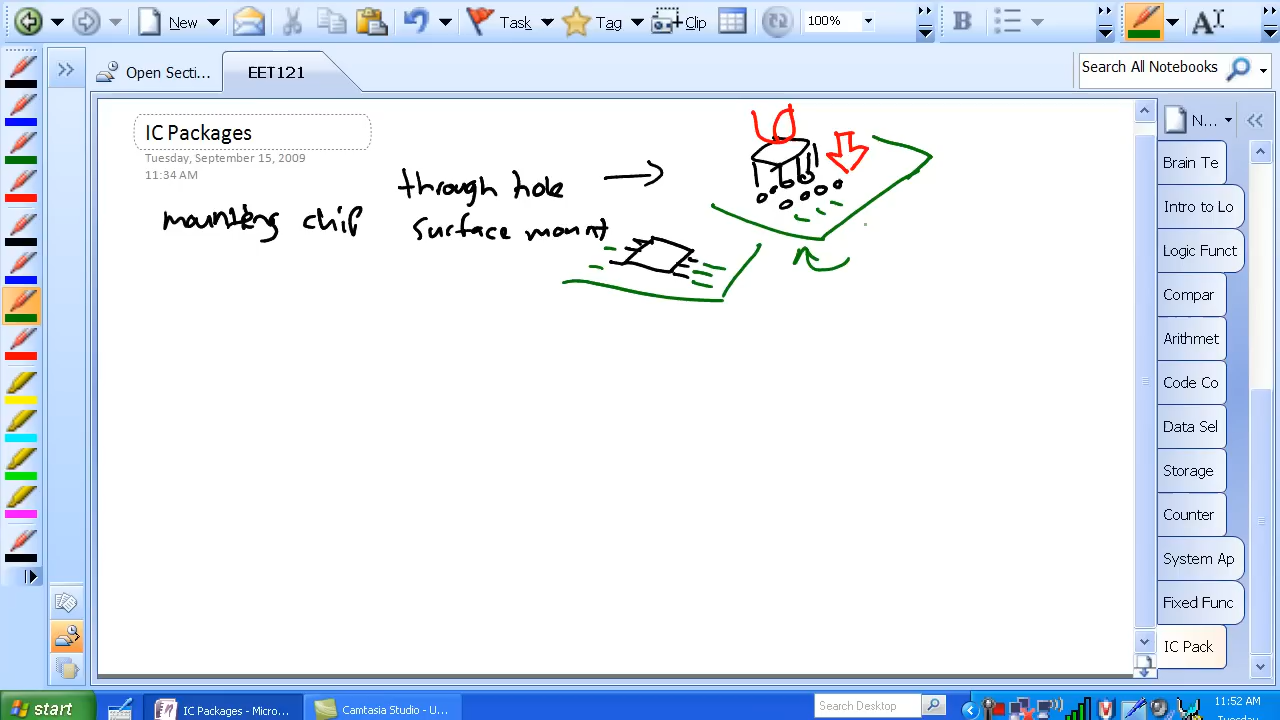 New
Task
Tag
Clip
100%
B
A
Open Secti...
EET121
Search All Notebooks
N...
IC Packages
Tuesday, September 15, 2009
11:34 AM
through hole
mounting chip
surface mount
Brain Te
Intro to Lo
Logic Funct
Compar
Arithmet
Code Co
Data Sel
Storage
Counter
System Ap
Fixed Func
IC Pack
start
IC Packages - Micro...
Camtasia Studio - U...
Search Desktop
11:52 AM
Tuesday